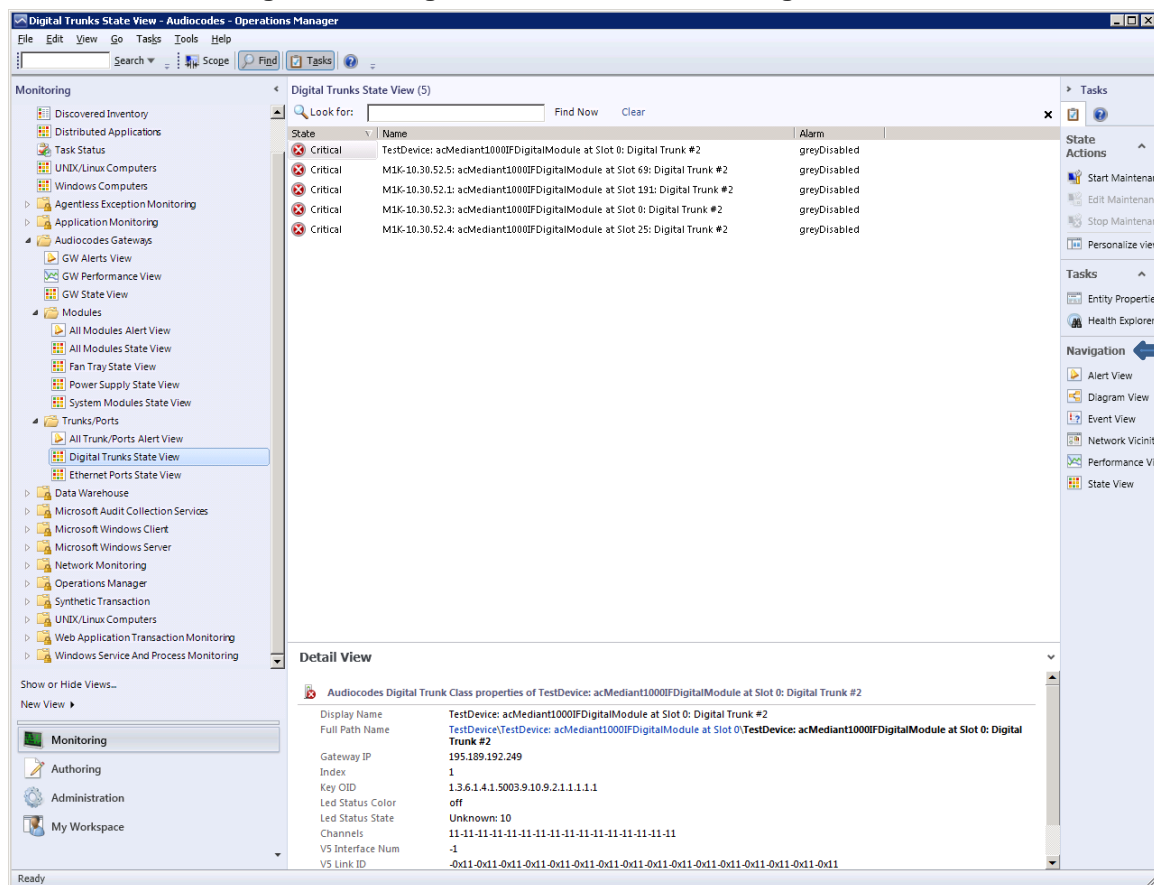 Digital Trunks State View - Audiocodes - Operations Manager
File Edit View Go Tasks Tools Help
Search Scope Find Tasks
Monitoring
Discovered Inventory
Distributed Applications
Task Status
UNIX/Linux Computers
Windows Computers
Agentless Exception Monitoring
Application Monitoring
Audiocodes Gateways
GW Alerts View
GW Performance View
GW State View
Modules
All Modules Alert View
All Modules State View
Fan Tray State View
Power Supply State View
System Modules State View
Trunks/Ports
All Trunk/Ports Alert View
Digital Trunks State View
Ethernet Ports State View
Data Warehouse
Microsoft Audit Collection Services
Microsoft Windows Client
Microsoft Windows Server
Network Monitoring
Operations Manager
Synthetic Transaction
UNIX/Linux Computers
Web Application Transaction Monitoring
Windows Service And Process Monitoring
Show or Hide Views...
New View
Monitoring
Authoring
Administration
My Workspace
Digital Trunks State View (5)
Look for: Find Now Clear
State Name Alarm
Critical TestDevice: acMediant1000IFDigitalModule at Slot 0: Digital Trunk #2 greyDisabled
Critical M1K-10.30.52.5: acMediant1000IFDigitalModule at Slot 69: Digital Trunk #2 greyDisabled
Critical M1K-10.30.52.1: acMediant1000IFDigitalModule at Slot 191: Digital Trunk #2 greyDisabled
Critical M1K-10.30.52.3: acMediant1000IFDigitalModule at Slot 0: Digital Trunk #2 greyDisabled
Critical M1K-10.30.52.4: acMediant1000IFDigitalModule at Slot 25: Digital Trunk #2 greyDisabled
Detail View
Audiocodes Digital Trunk Class properties of TestDevice: acMediant1000IFDigitalModule at Slot 0: Digital Trunk #2
Display Name TestDevice: acMediant1000IFDigitalModule at Slot 0: Digital Trunk #2
Full Path Name TestDevice\TestDevice: acMediant1000IFDigitalModule at Slot 0\TestDevice: acMediant1000IFDigitalModule at Slot 0: Digital
Trunk #2
Gateway IP 195.189.192.249
Index 1
Key OID 1.3.6.1.4.1.5003.9.10.9.2.1.1.1.1.1
Led Status Color off
Led Status State Unknown: 10
Channels 11-11-11-11-11-11-11-11-11-11-11-11-11-11-11-11
V5 Interface Num -1
V5 Link ID -0x11-0x11-0x11-0x11-0x11-0x11-0x11-0x11-0x11-0x11-0x11-0x11-0x11-0x11-0x11-0x11
Tasks
State
Actions
Start Maintenan
Edit Maintenan
Stop Maintenan
Personalize view
Tasks
Entity Propertie
Health Explorer
Navigation
Alert View
Diagram View
Event View
Network Vicinit
Performance Vi
State View
Ready